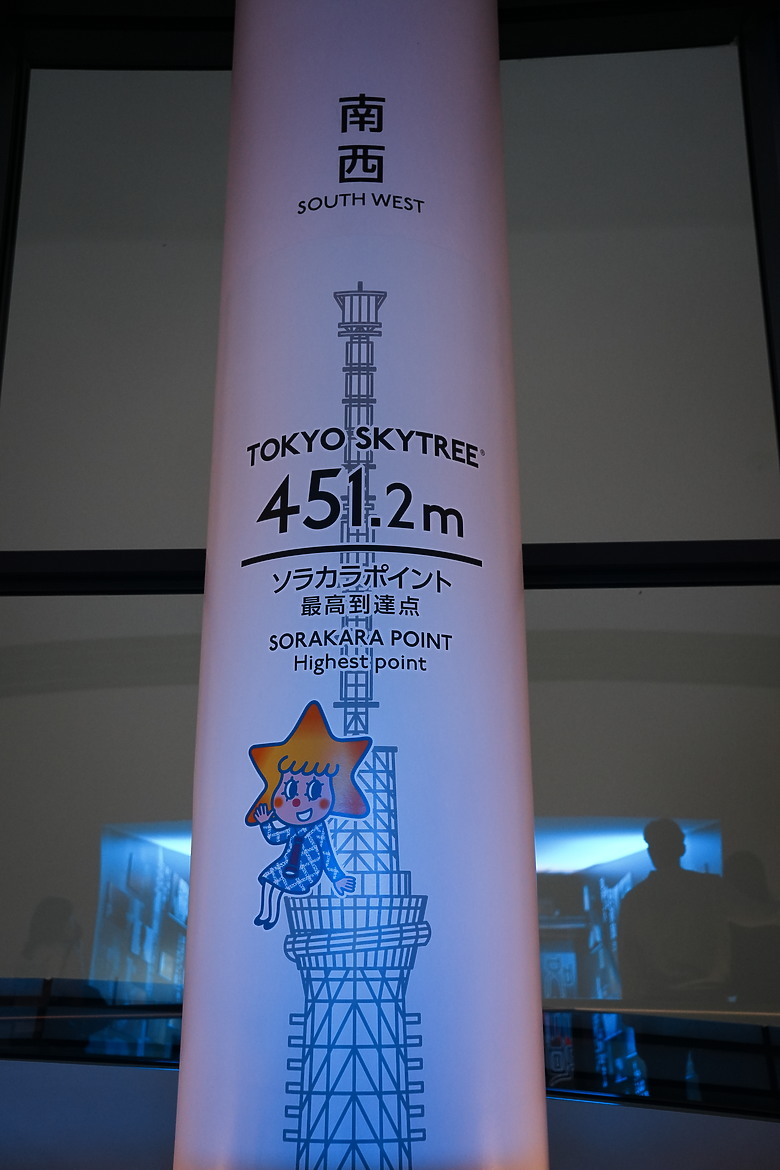 南
西
SOUTH WEST
TOKYO SKYTREE®
451.2m
ソラカラポイント
最高到達点
SORAKARA POINT
Highest point